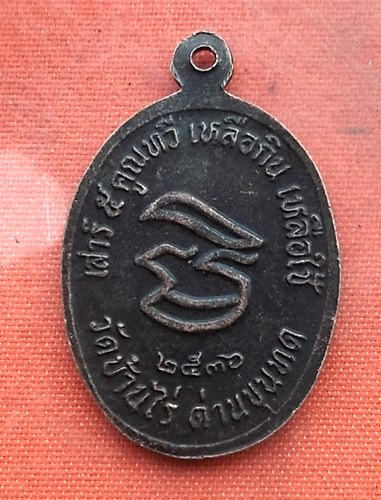 เสาร์ ๕ คูณทวี เหลือกิน เหลือใช้
๒๕๓๖
วัดบ้านไร่ ด่านขุนทด